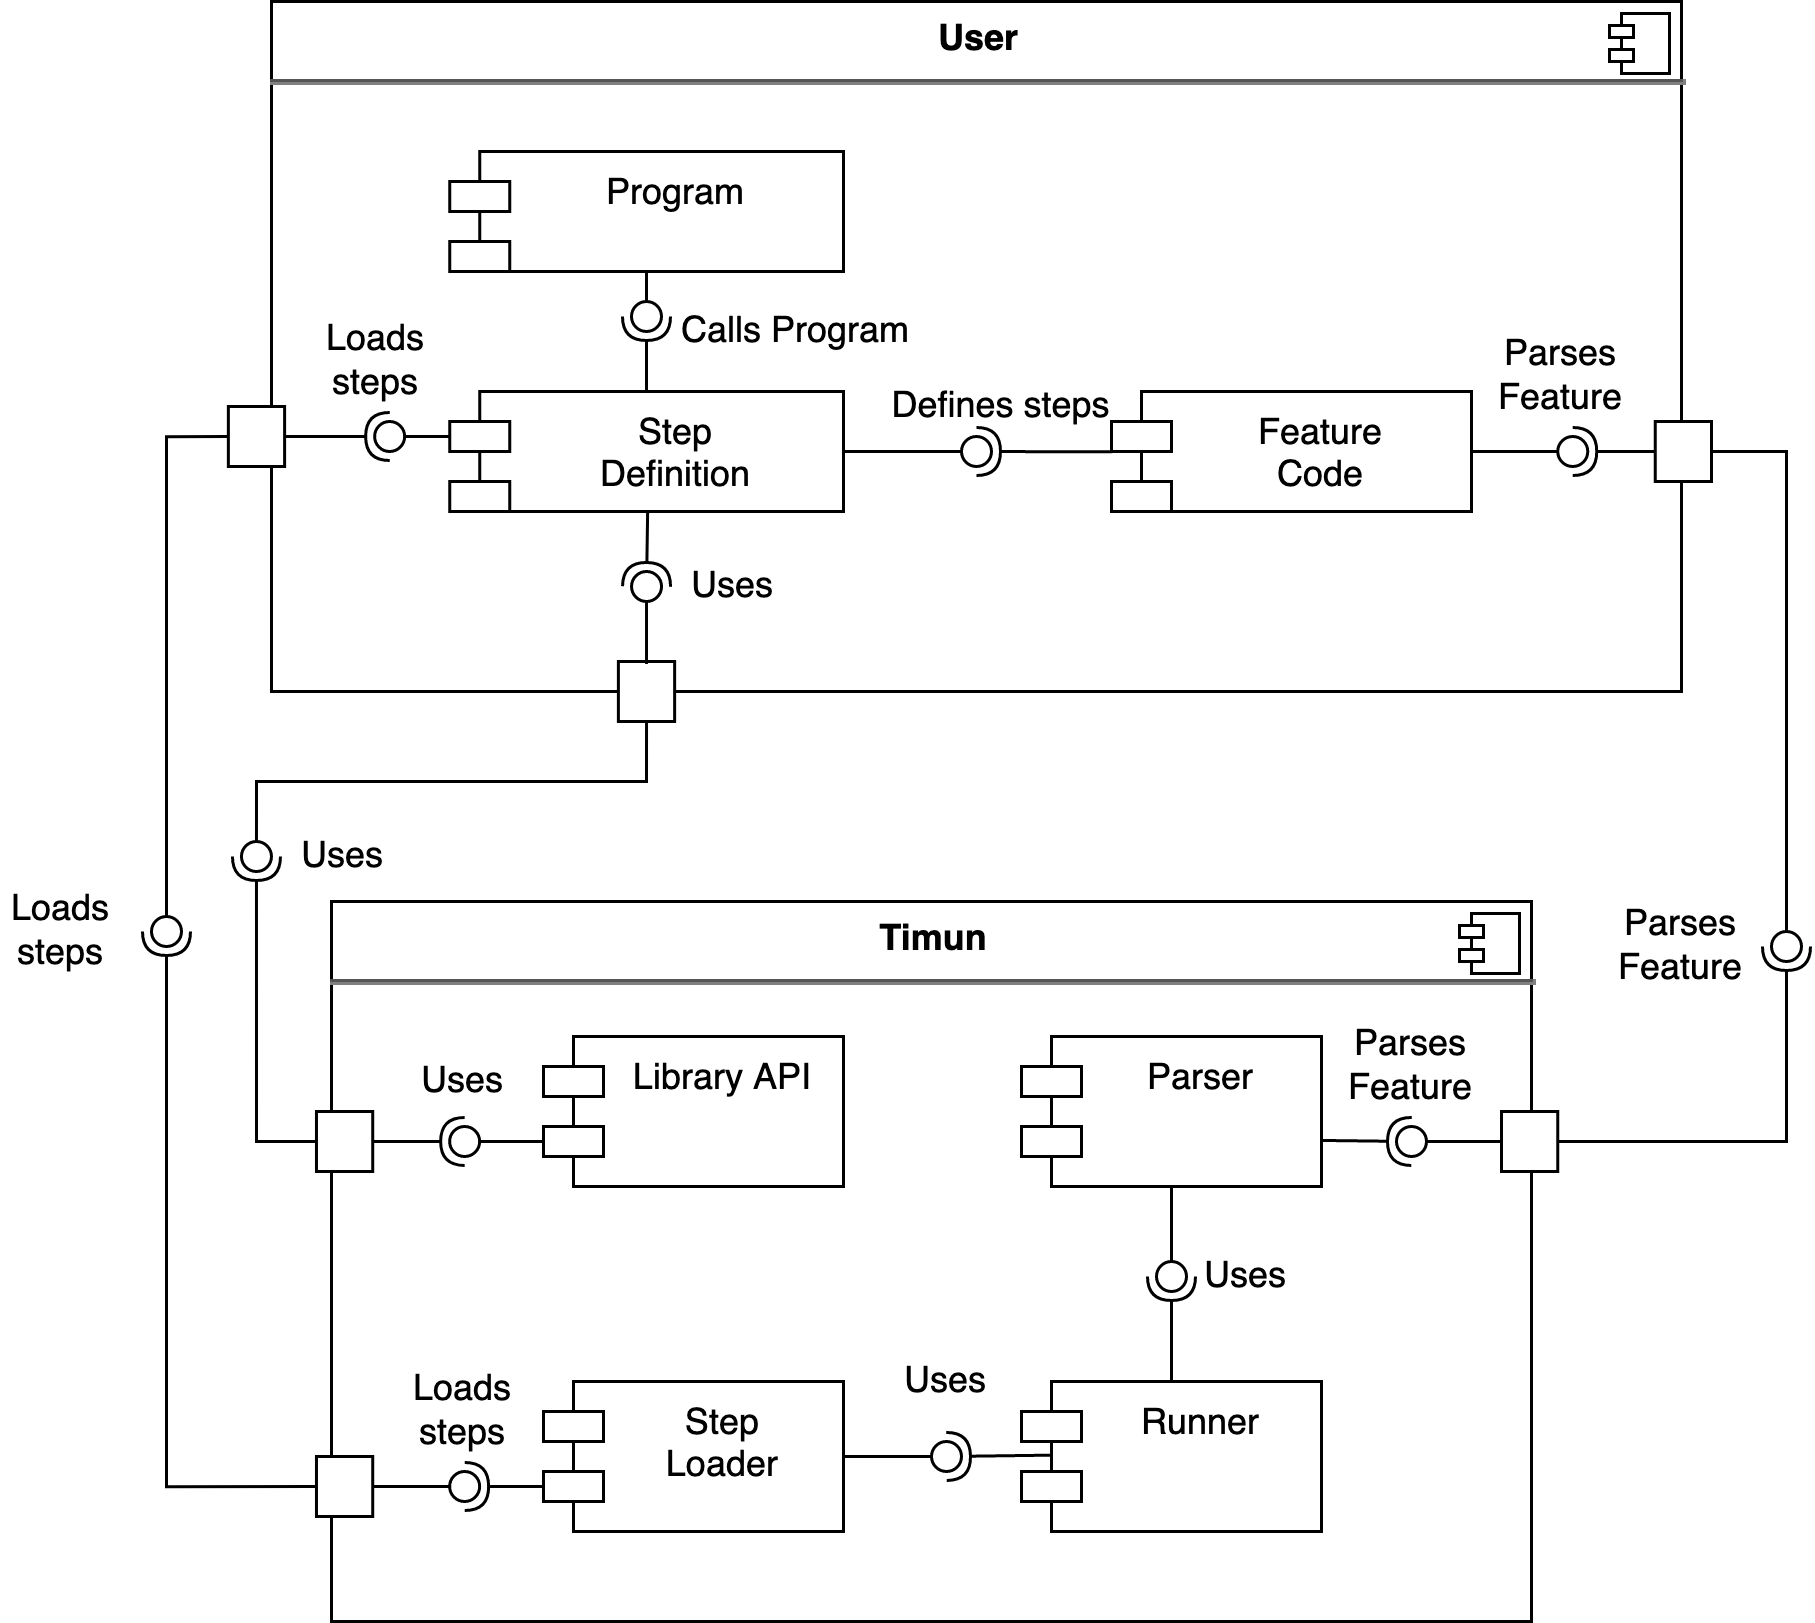 User
Program
Calls Program
Loads
steps
Step
Definition
Defines steps
Feature
Code
Parses
Feature
Uses
Uses
Loads
steps
Timun
Parses
Feature
Uses
Library API
Parser
Parses
Feature
Uses
Loads
steps
Step
Loader
Uses
Runner